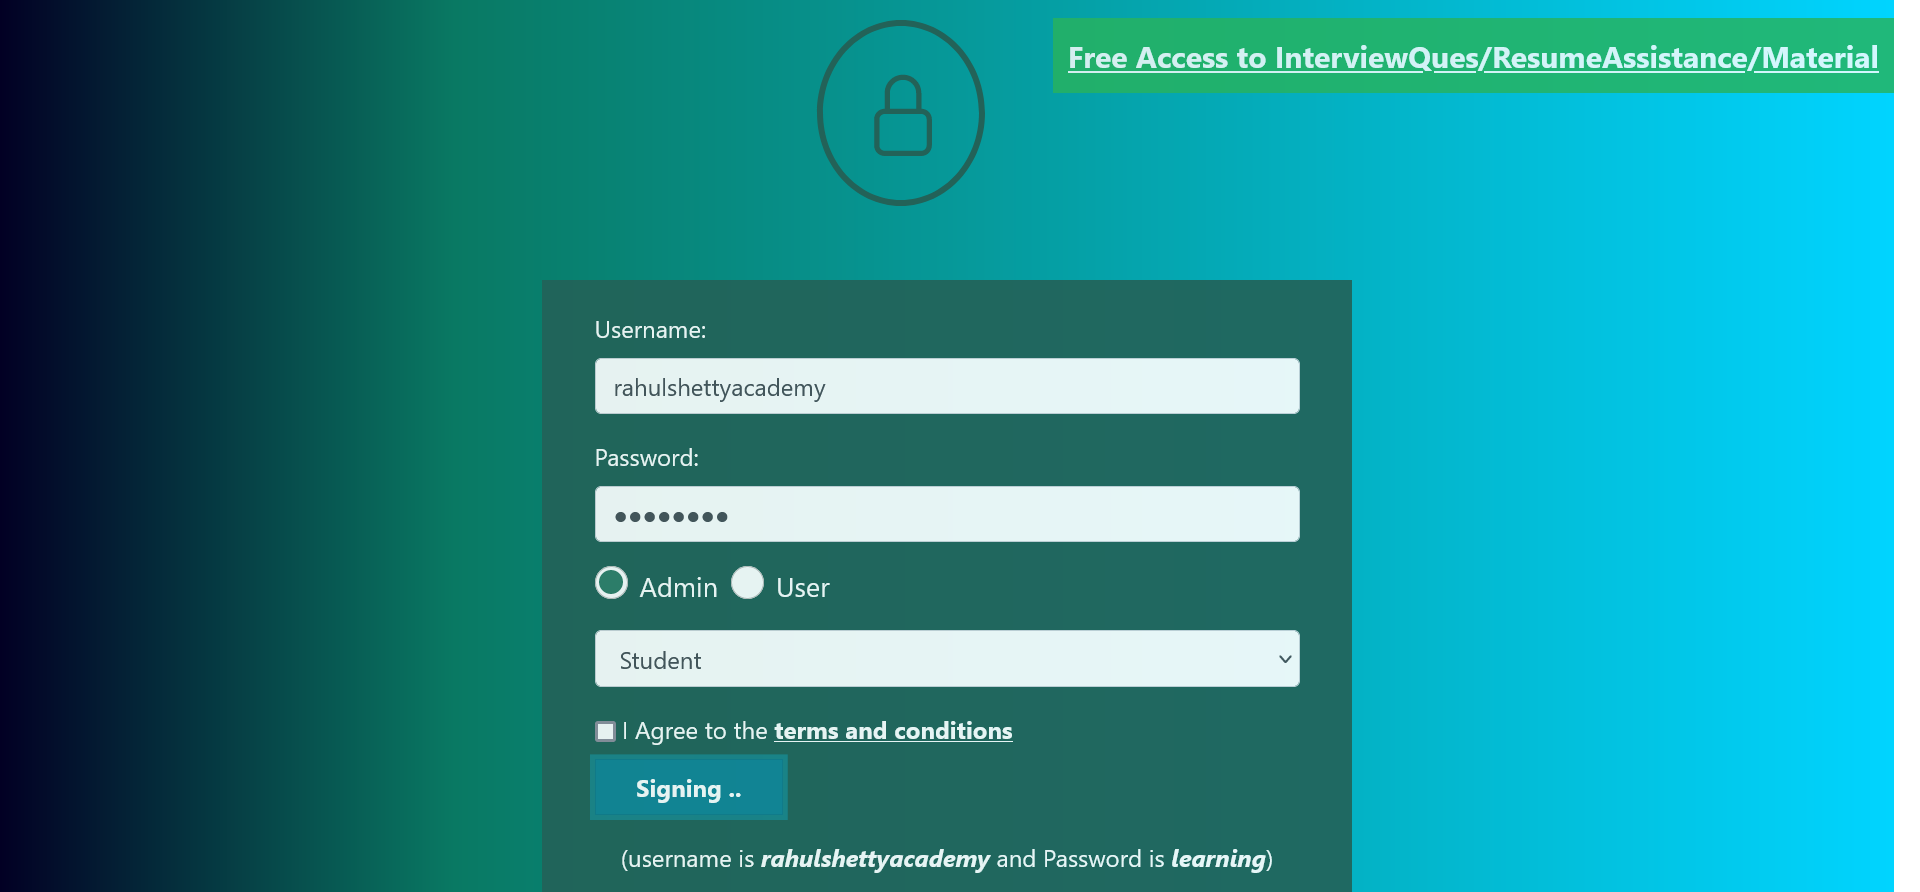 Free Access to InterviewQues/ResumeAssistance/Material
Username:
rahulshettyacademy
Password:
••••••••
Admin User
Student
I Agree to the terms and conditions
Signing ..
(username is rahulshettyacademy and Password is learning)